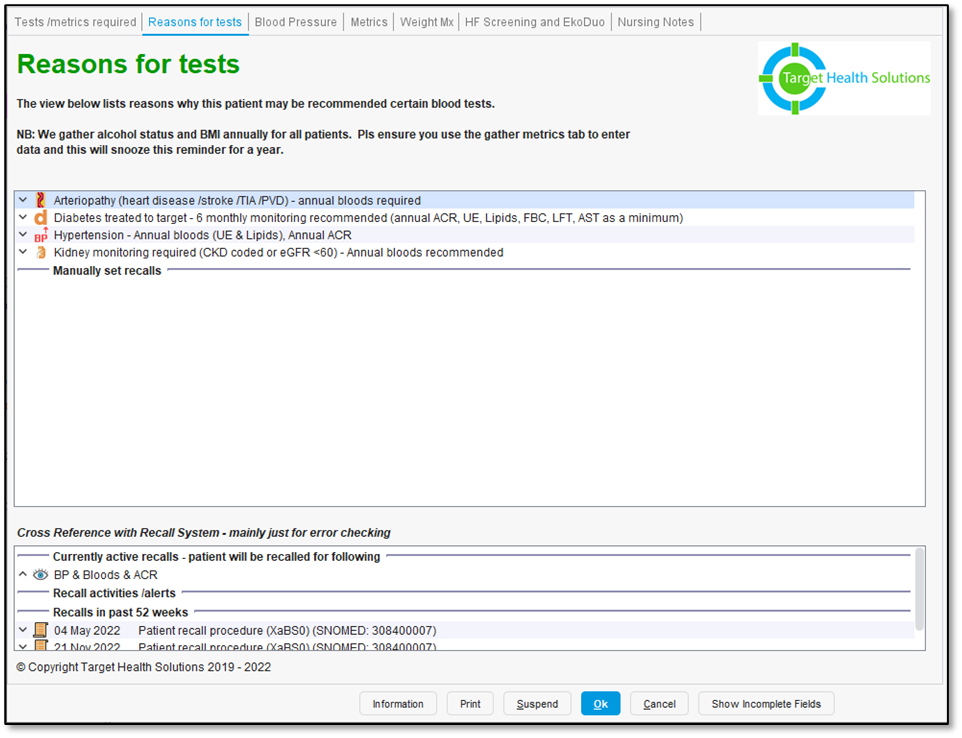 Tests /metrics required Reasons for tests Blood Pressure Metrics Weight Mx HF Screening and EkoDuo Nursing Notes
Reasons for tests
Target Health Solutions
The view below lists reasons why this patient may be recommended certain blood tests.
NB: We gather alcohol status and BMI annually for all patients. Pls ensure you use the gather metrics tab to enter
data and this will snooze this reminder for a year.
Arteriopathy (heart disease /stroke /TIA /PVD) - annual bloods required
d Diabetes treated to target - 6 monthly monitoring recommended (annual ACR, UE, Lipids, FBC, LFT, AST as a minimum)
BP Hypertension - Annual bloods (UE & Lipids), Annual ACR
Kidney monitoring required (CKD coded or eGFR <60) - Annual bloods recommended
Manually set recalls
Cross Reference with Recall System - mainly just for error checking
Currently active recalls - patient will be recalled for following
BP & Bloods & ACR
Recall activities /alerts
Recalls in past 52 weeks
04 May 2022 Patient recall procedure (XaBS0) (SNOMED: 308400007)
21 Nov 2022 Patient recall procedure (XaBS0) (SNOMED: 308400007)
© Copyright Target Health Solutions 2019 - 2022
Information Print Suspend Ok Cancel Show Incomplete Fields